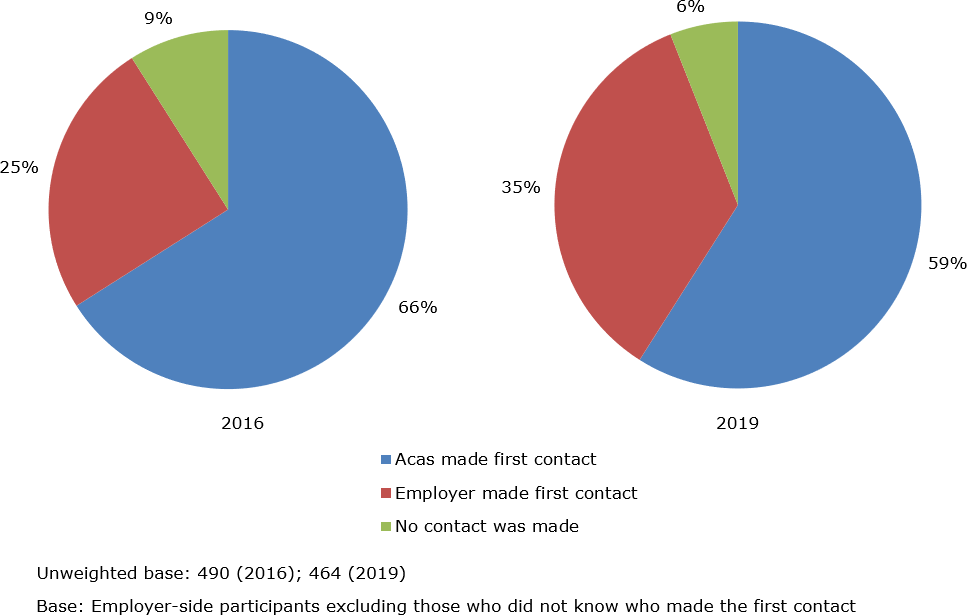 9%
6%
25%
35%
59%
66%
2016
2019
Acas made first contact
Employer made first contact
No contact was made
Unweighted base: 490 (2016); 464 (2019)
Base: Employer-side participants excluding those who did not know who made the first contact